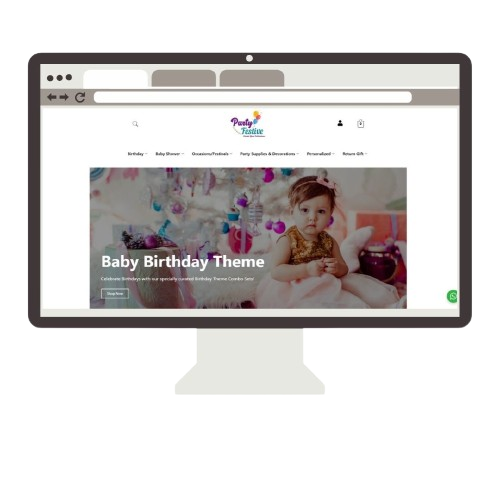 Party
Festive
Birthday Baby Shower Occasions/Festivals Party Supplies & Decorations Personalized Return Gift
Baby Birthday Theme
Celebrate Birthdays with our specially curated Birthday Theme Combo Sets!
Shop Now